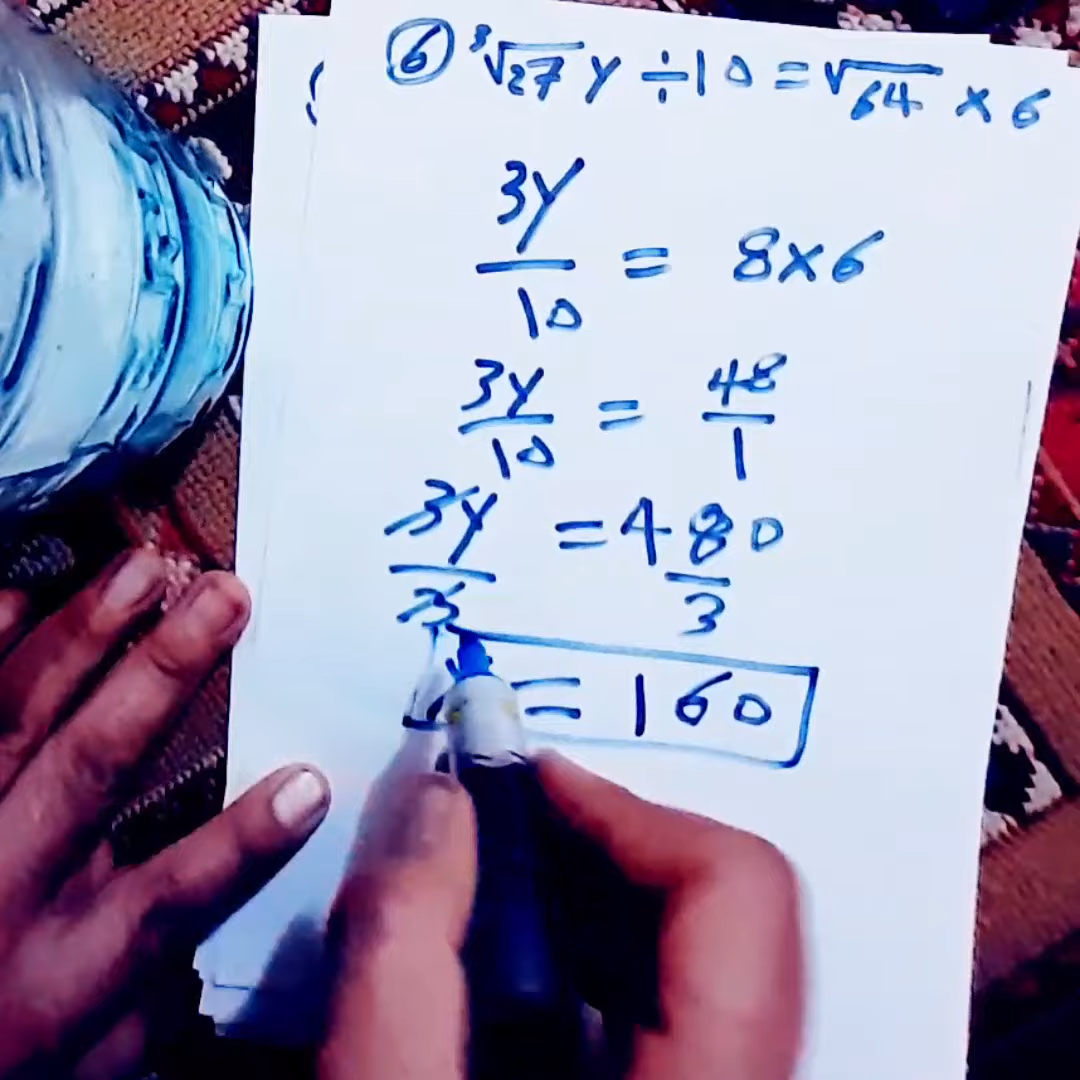 ⑥ ³√27 y ÷ 10 = √64 × 6
3y/10 = 8×6
3y/10 = 48/1
3y/3 = 480/3
= 160